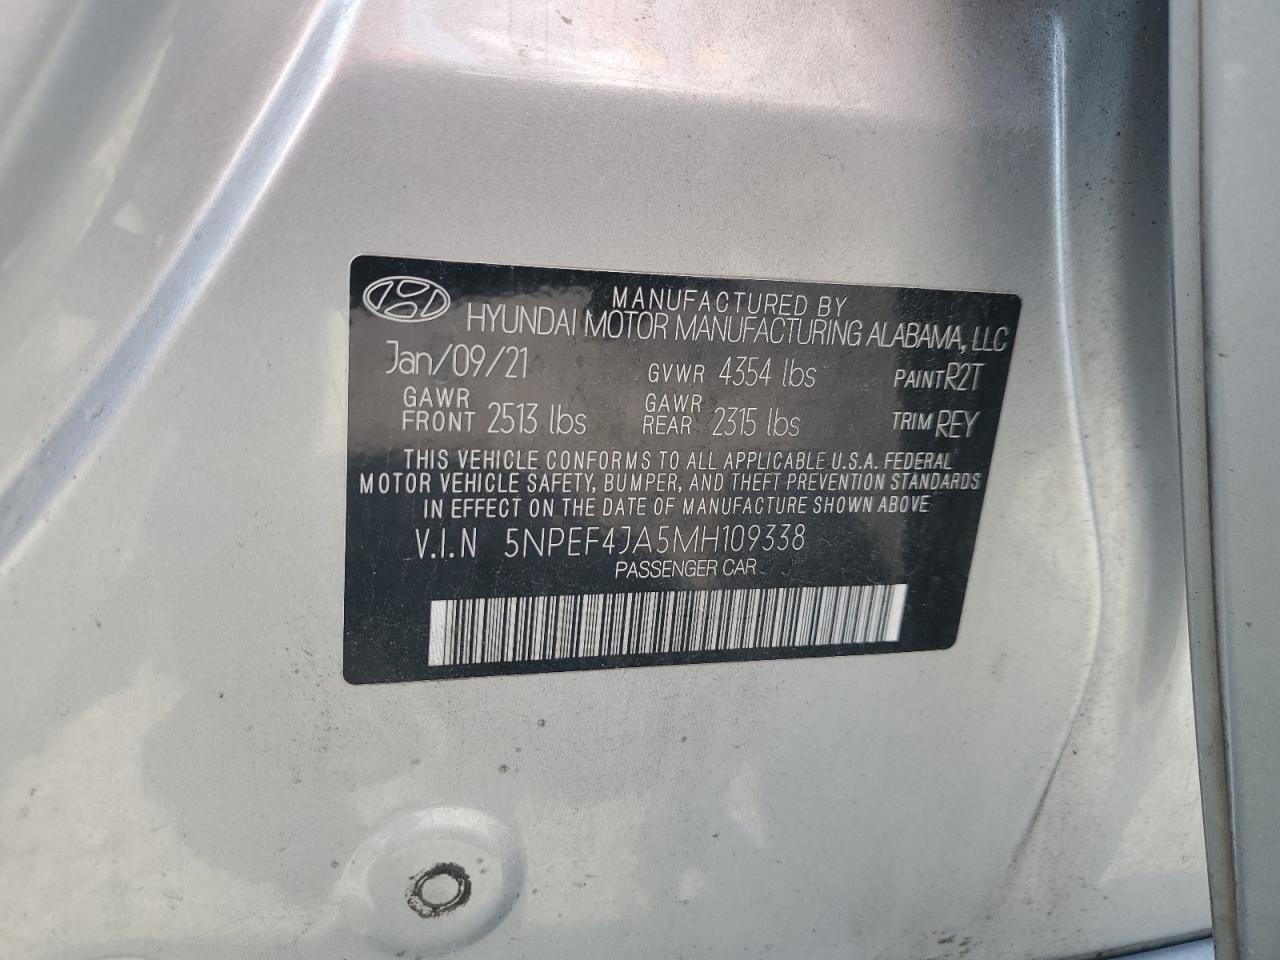 MANUFACTURED BY
HYUNDAI MOTOR MANUFACTURING ALABAMA, LLC
Jan/09/21 GVWR 4354 lbs PAINT R2T
GAWR FRONT 2513 lbs GAWR REAR 2315 lbs TRIM REY
THIS VEHICLE CONFORMS TO ALL APPLICABLE U.S.A. FEDERAL
MOTOR VEHICLE SAFETY, BUMPER, AND THEFT PREVENTION STANDARDS
IN EFFECT ON THE DATE OF MANUFACTURE SHOWN ABOVE
V.I.N 5NPEF4JA5MH109338
PASSENGER CAR